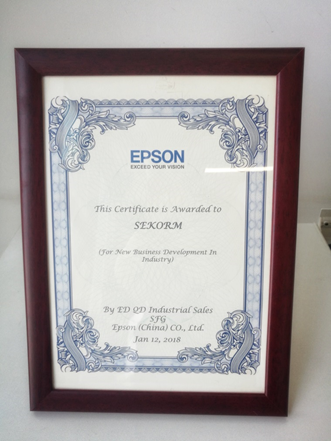 EPSON
EXCEED YOUR VISION
This Certificate is Awarded to
SEKORM
(For New Business Development In
Industry)
By ED QD Industrial Sales
SFG
Epson (China) CO., Ltd.
Jan 12, 2018